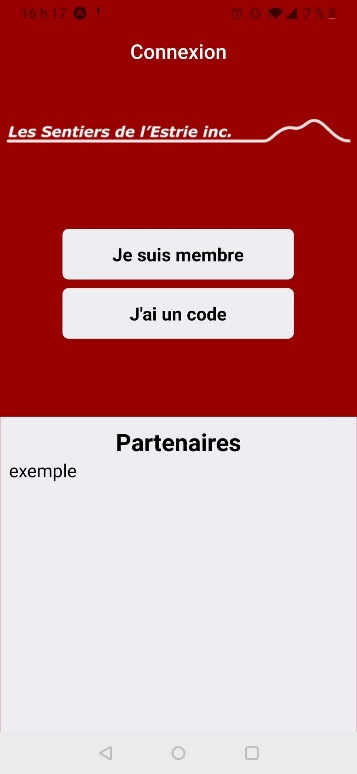 16 h 17
7 %
Connexion
Les Sentiers de l'Estrie inc.
Je suis membre
J'ai un code
Partenaires
exemple